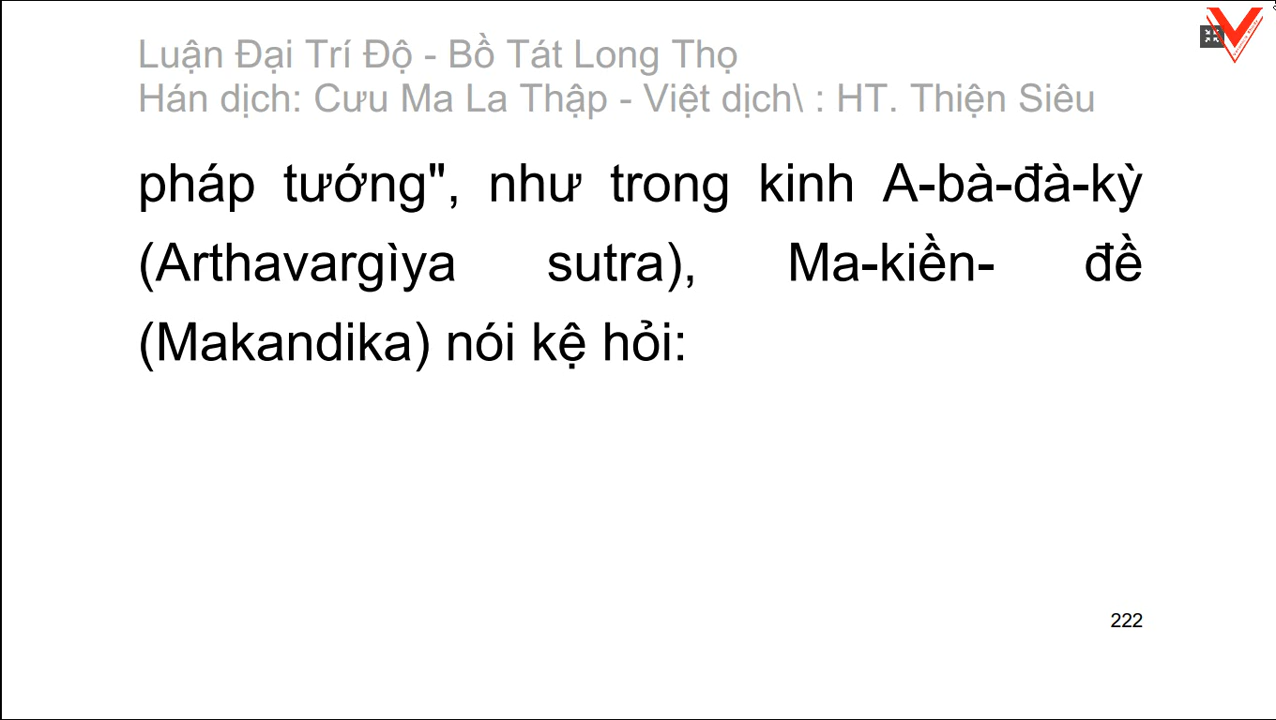 Luận Đại Trí Độ - Bồ Tát Long Thọ
Hán dịch: Cưu Ma La Thập - Việt dịch\ : HT. Thiện Siêu
pháp tướng", như trong kinh A-bà-đà-kỳ
(Arthavargìya sutra), Ma-kiền- đề
(Makandika) nói kệ hỏi:
222